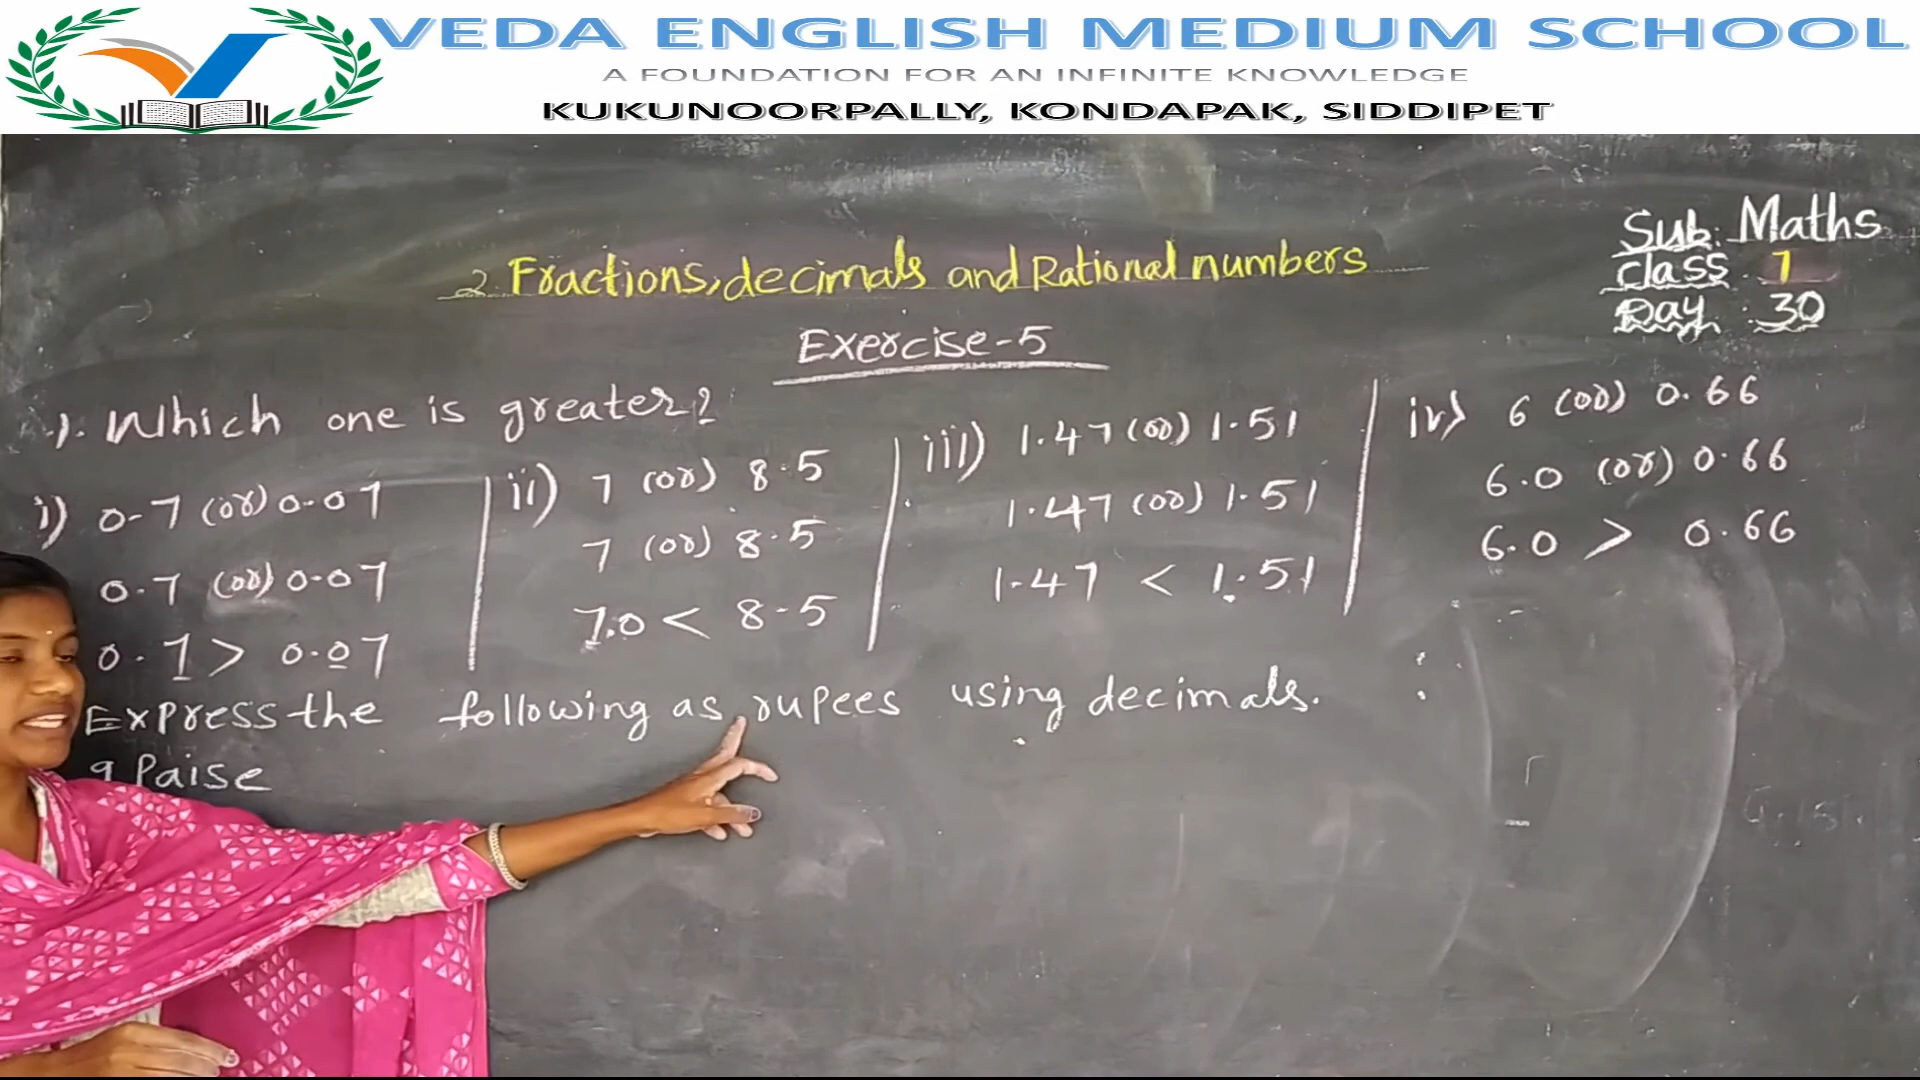 VEDA ENGLISH MEDIUM SCHOOL
A FOUNDATION FOR AN INFINITE KNOWLEDGE
KUKUNOORPALLY, KONDAPAK, SIDDIPET
Sub: Maths
class: 7
Day: 30
2. Fractions, decimals and Rational numbers
Exercise-5
1. Which one is greater?
i) 0.7 (or) 0.07
0.7 (or) 0.07
0.7 > 0.07
ii) 7 (or) 8.5
7 (or) 8.5
7.0 < 8.5
iii) 1.47 (or) 1.51
1.47 (or) 1.51
1.47 < 1.51
iv) 6 (or) 0.66
6.0 (or) 0.66
6.0 > 0.66
Express the following as rupees using decimals.
9 Paise